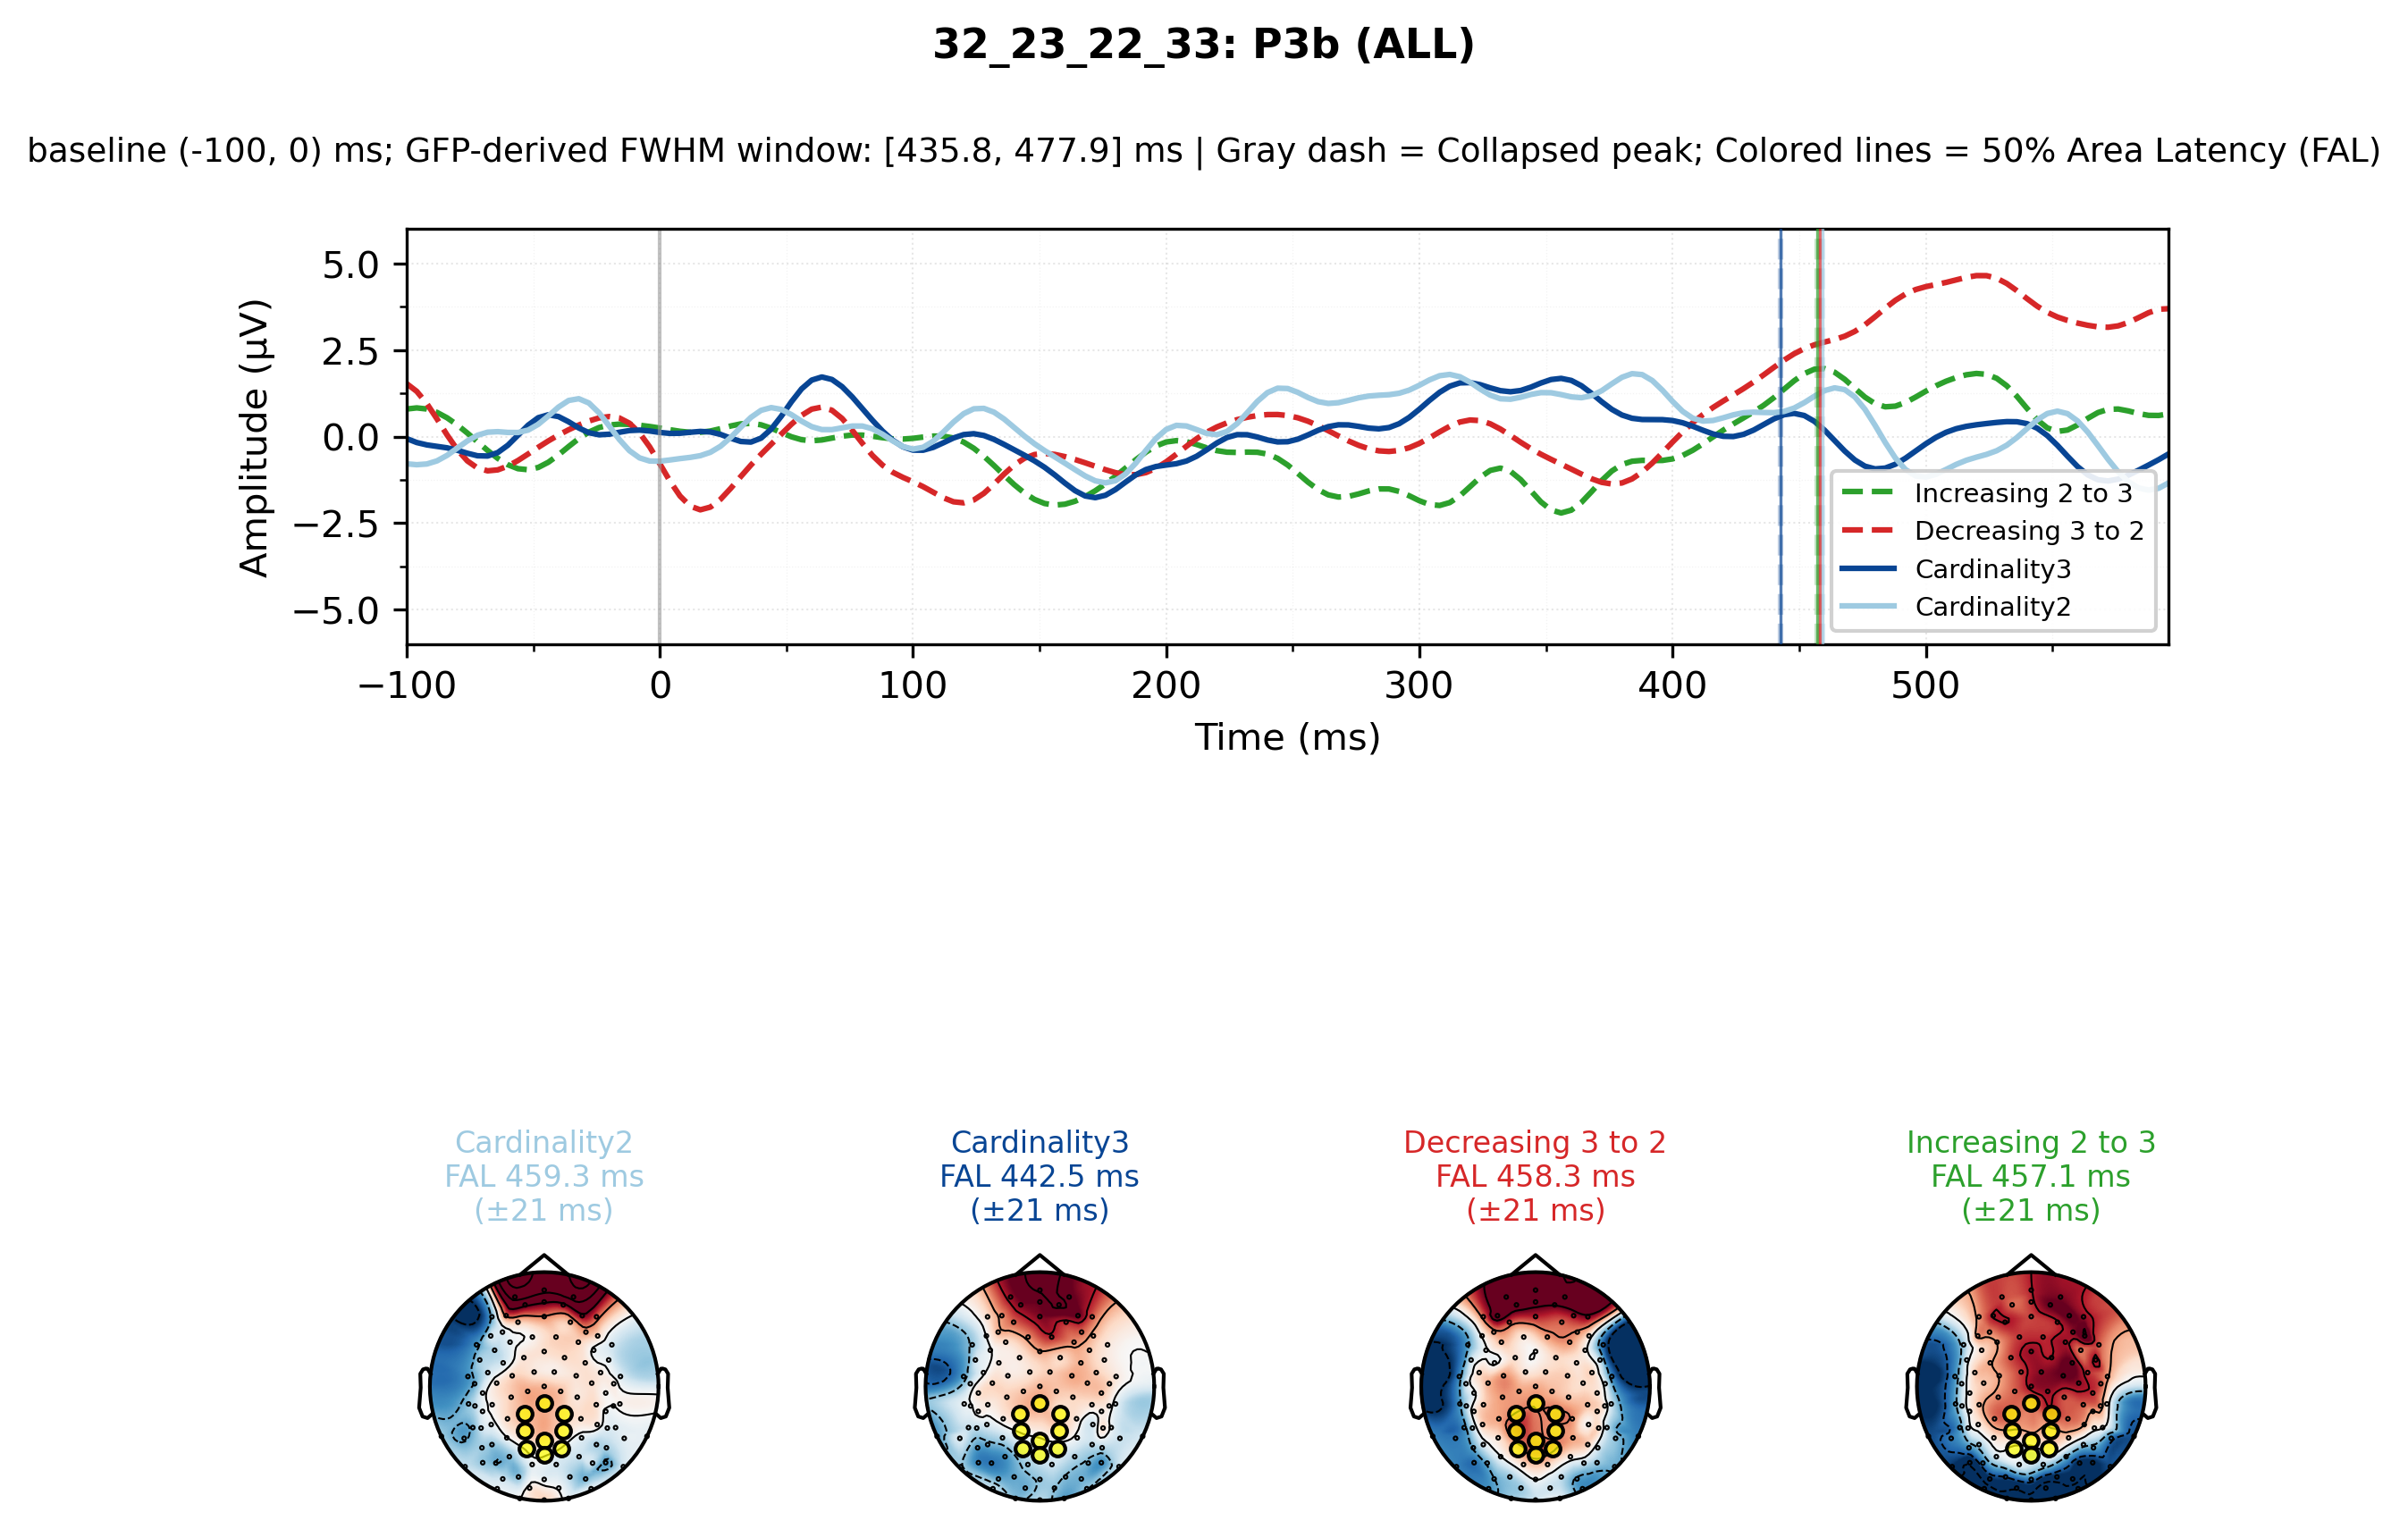 32_23_22_33: P3b (ALL)
baseline (-100, 0) ms; GFP-derived FWHM window: [435.8, 477.9] ms | Gray dash = Collapsed peak; Colored lines = 50% Area Latency (FAL)
Amplitude (µV)
5.0
2.5
0.0
−2.5
−5.0
Increasing 2 to 3
Decreasing 3 to 2
Cardinality3
Cardinality2
−100 0 100 200 300 400 500
Time (ms)
Cardinality2
FAL 459.3 ms
(±21 ms)
Cardinality3
FAL 442.5 ms
(±21 ms)
Decreasing 3 to 2
FAL 458.3 ms
(±21 ms)
Increasing 2 to 3
FAL 457.1 ms
(±21 ms)